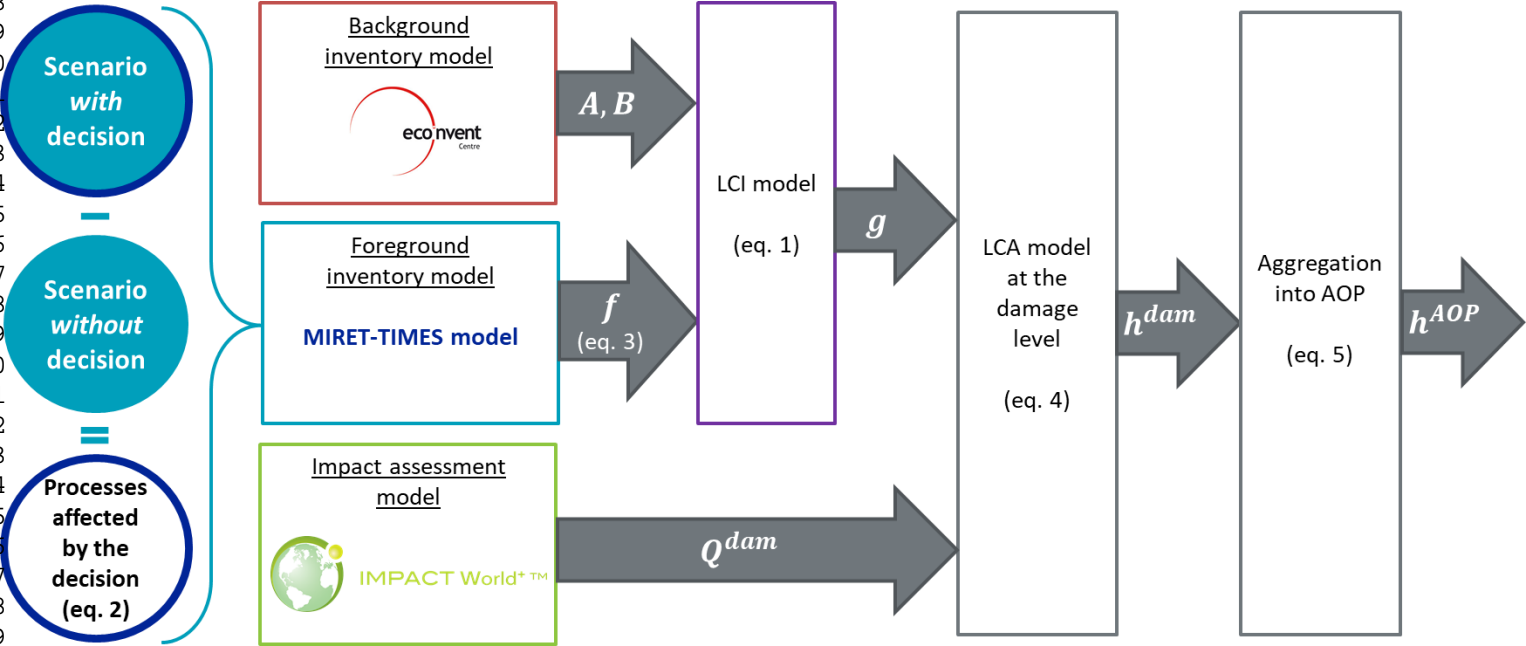 Scenario
with
decision
Scenario
without
decision
Processes
affected
by the
decision
(eq. 2)
Background
inventory model
ecoinvent
Centre
A, B
Foreground
inventory model
MIRET-TIMES model
f
(eq. 3)
Impact assessment
model
IMPACT World⁺ ™
Q^dam
LCI model
(eq. 1)
g
LCA model
at the
damage
level
(eq. 4)
h^dam
Aggregation
into AOP
(eq. 5)
h^AOP